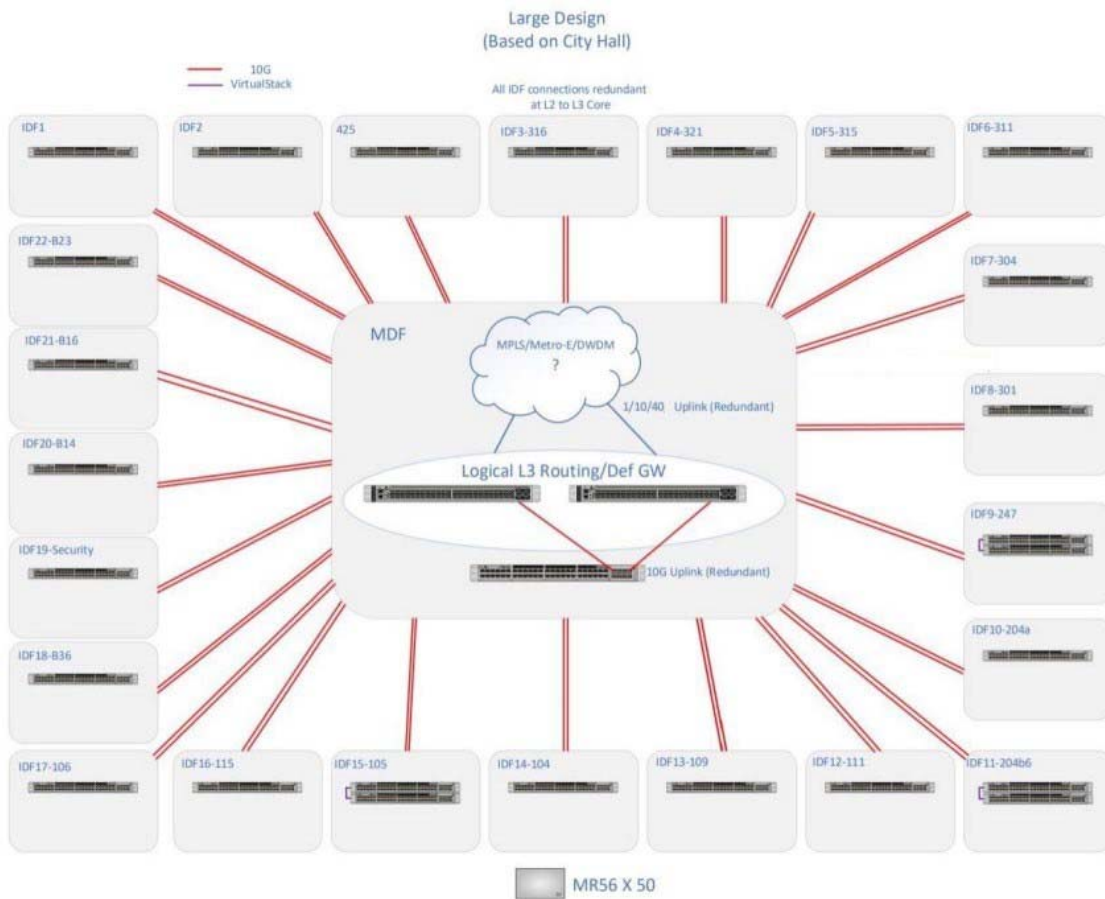 Large Design
(Based on City Hall)
10G
VirtualStack
All IDF connections redundant
at L2 to L3 Core
IDF1
IDF2
425
IDF3-316
IDF4-321
IDF5-315
IDF6-311
IDF22-B23
IDF7-304
IDF21-B16
MDF
MPLS/Metro-E/DWDM
?
IDF8-301
1/10/40 Uplink (Redundant)
IDF20-B14
Logical L3 Routing/Def GW
IDF9-247
IDF19-Security
10G Uplink (Redundant)
IDF10-204a
IDF18-B36
IDF17-106
IDF16-115
IDF15-105
IDF14-104
IDF13-109
IDF12-111
IDF11-204b6
MR56 X 50